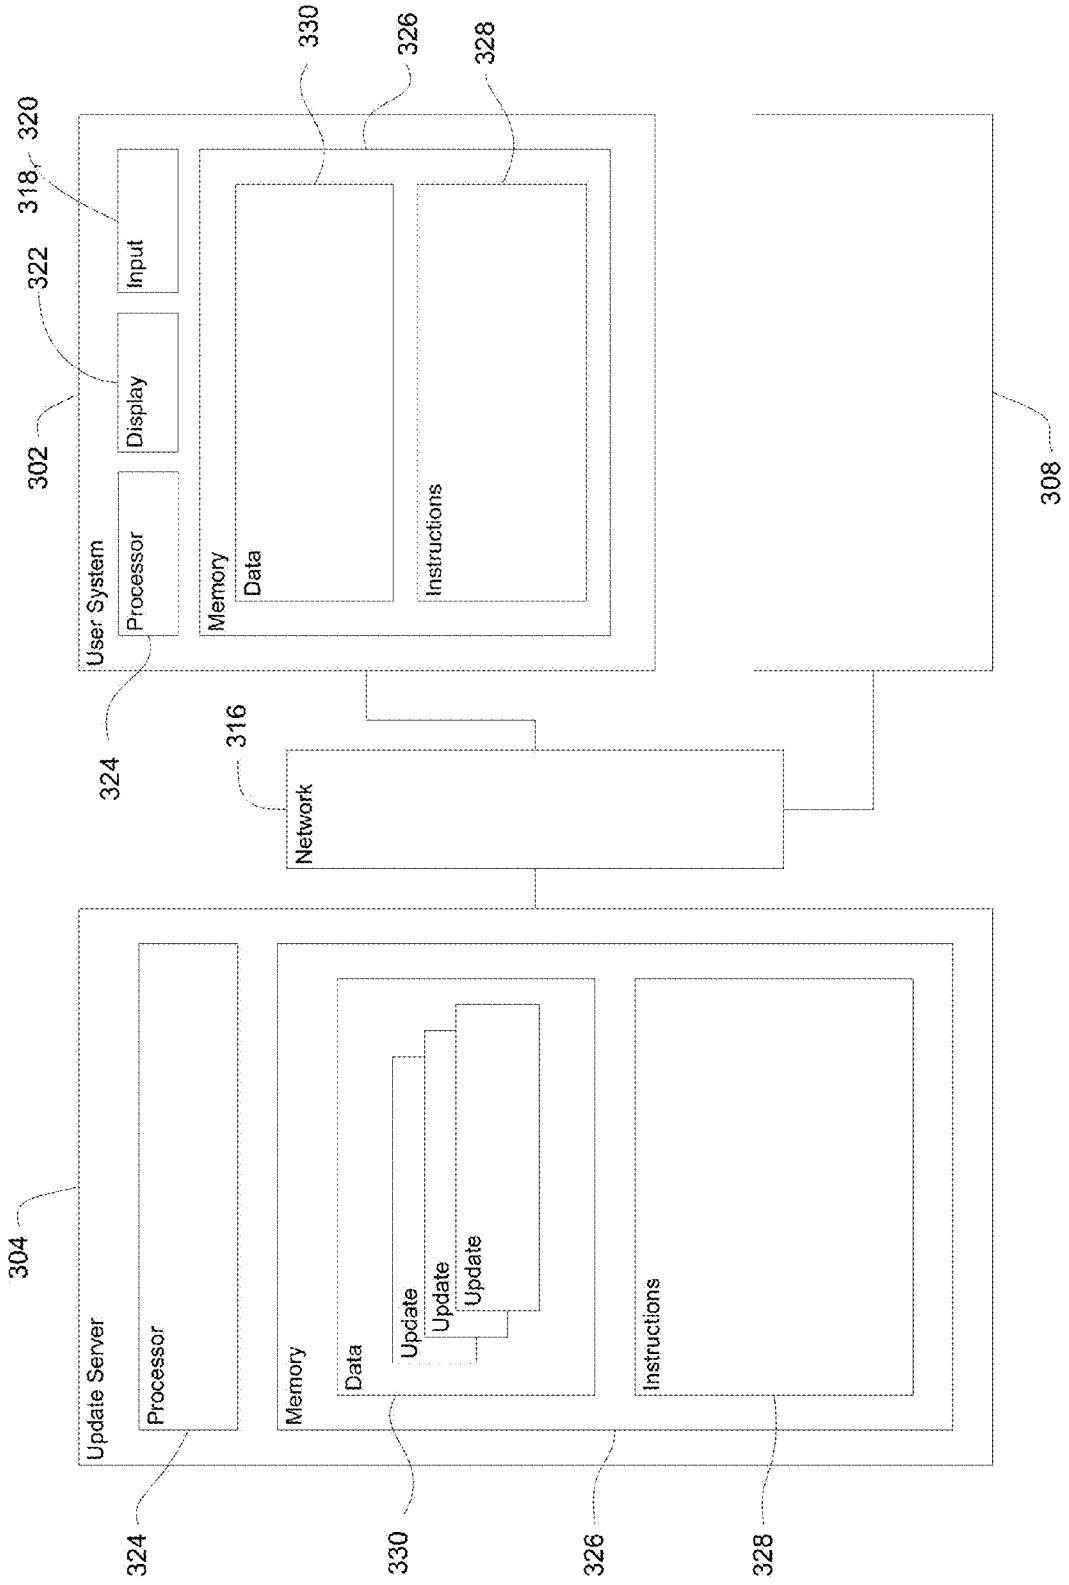 304
Update Server
324
Processor
Memory
330
Data
Update
Update
Update
326
Instructions
328
316
Network
302
User System
324
Processor
322
Display
318, 320
Input
Memory
326
Data
330
Instructions
328
308